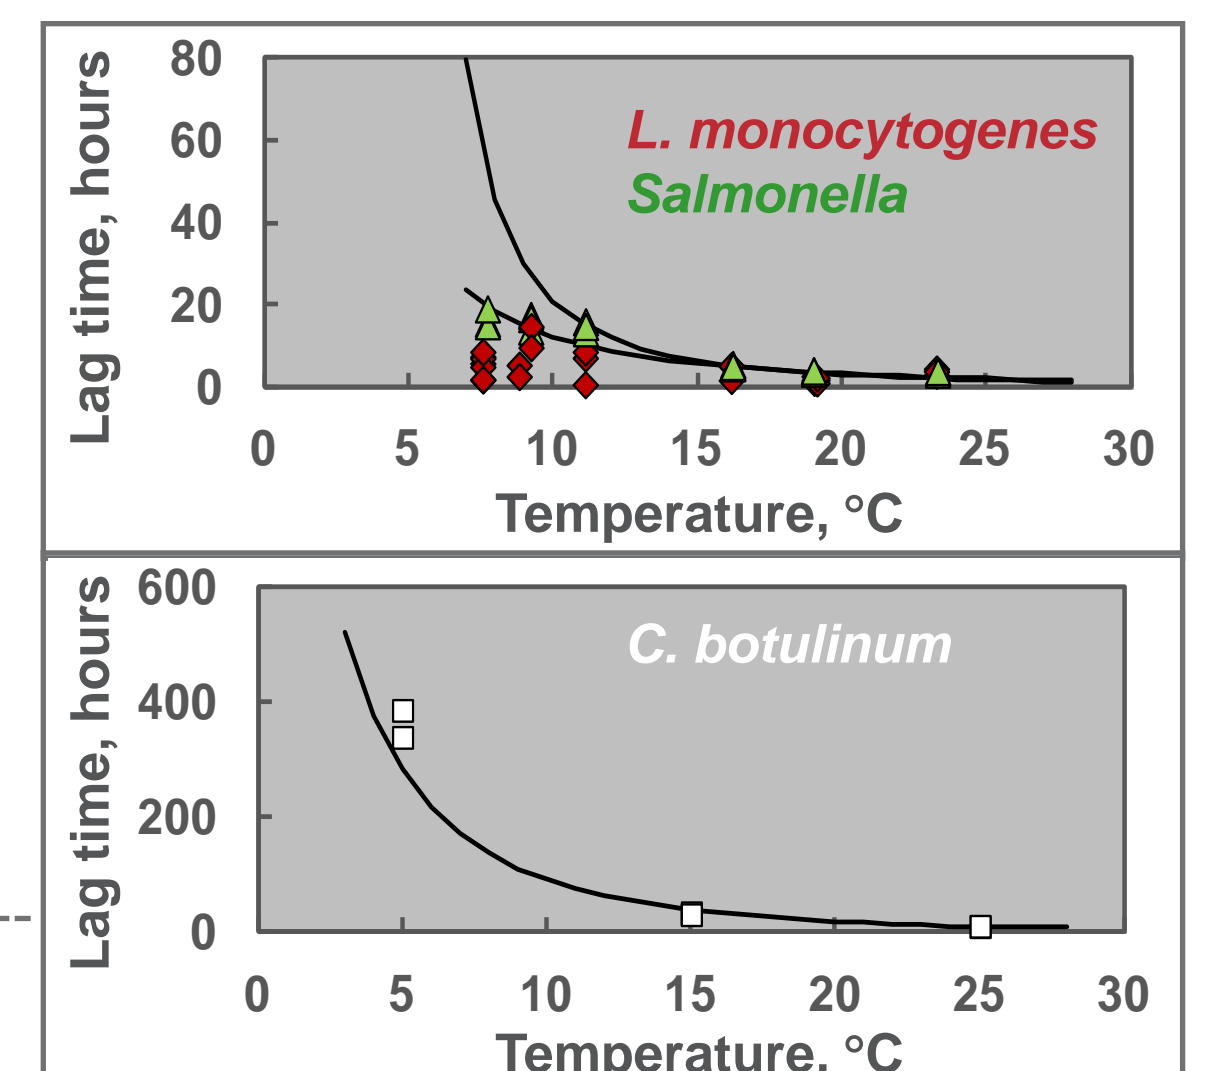 80
60
40
20
0
Lag time, hours
L. monocytogenes
Salmonella
0 5 10 15 20 25 30
Temperature, °C
600
400
200
0
Lag time, hours
C. botulinum
0 5 10 15 20 25 30
Temperature, °C